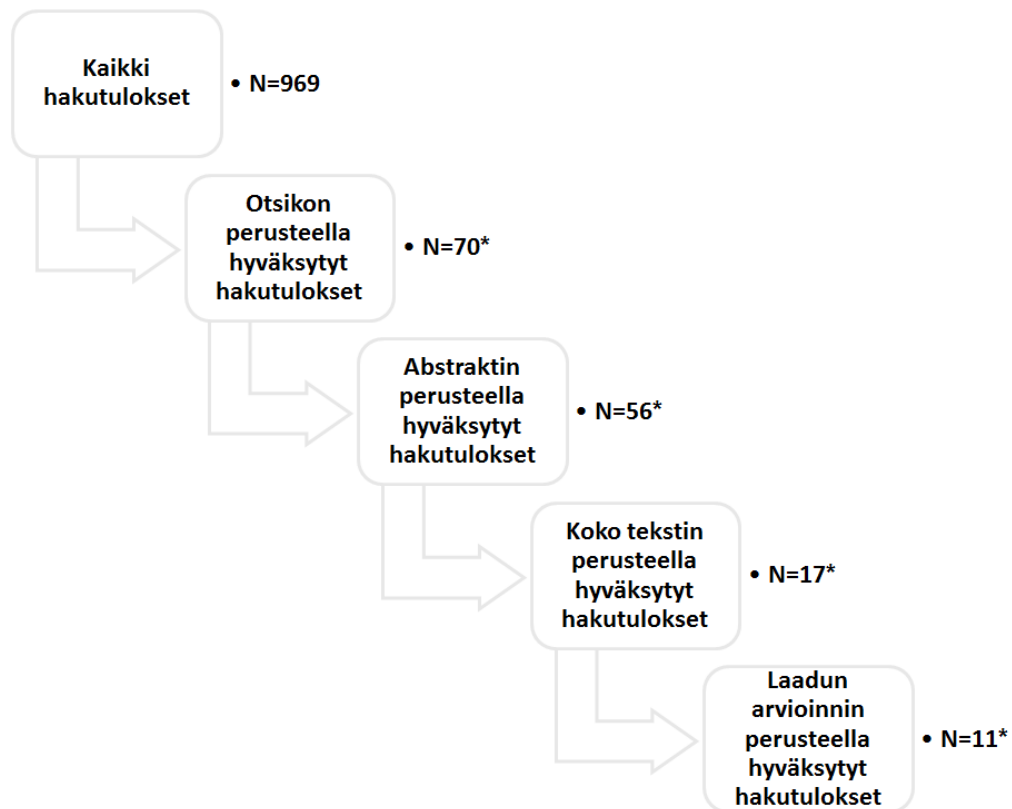 Kaikki
hakutulokset
• N=969
Otsikon
perusteella
hyväksytyt
hakutulokset
• N=70*
Abstraktin
perusteella
hyväksytyt
hakutulokset
• N=56*
Koko tekstin
perusteella
hyväksytyt
hakutulokset
• N=17*
Laadun
arvioinnin
perusteella
hyväksytyt
hakutulokset
• N=11*